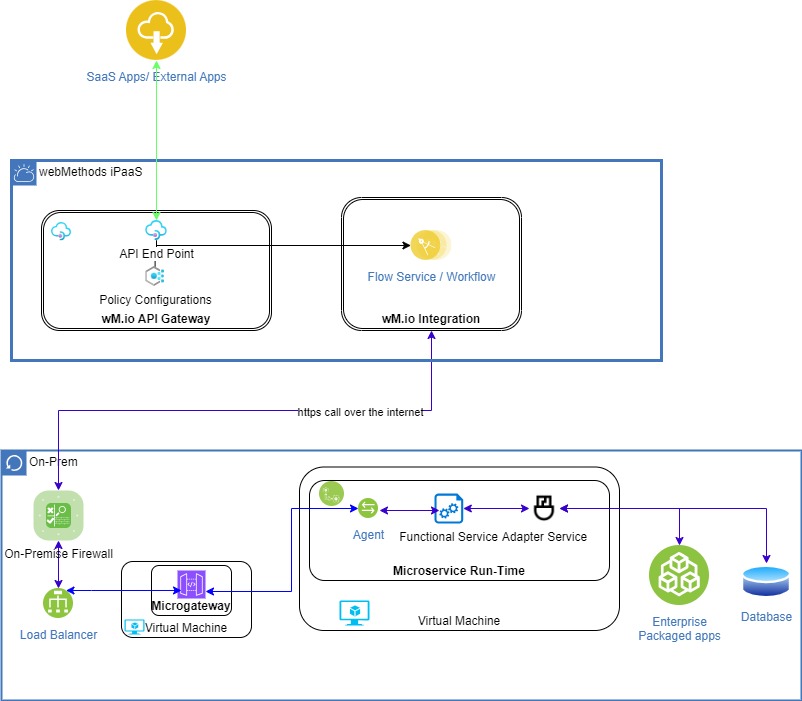 SaaS Apps/ External Apps
webMethods iPaaS
API End Point
Policy Configurations
wM.io API Gateway
Flow Service / Workflow
wM.io Integration
https call over the internet
On-Prem
On-Premise Firewall
Load Balancer
Microgateway
Virtual Machine
Agent
Functional Service
Adapter Service
Microservice Run-Time
Virtual Machine
Enterprise
Packaged apps
Database